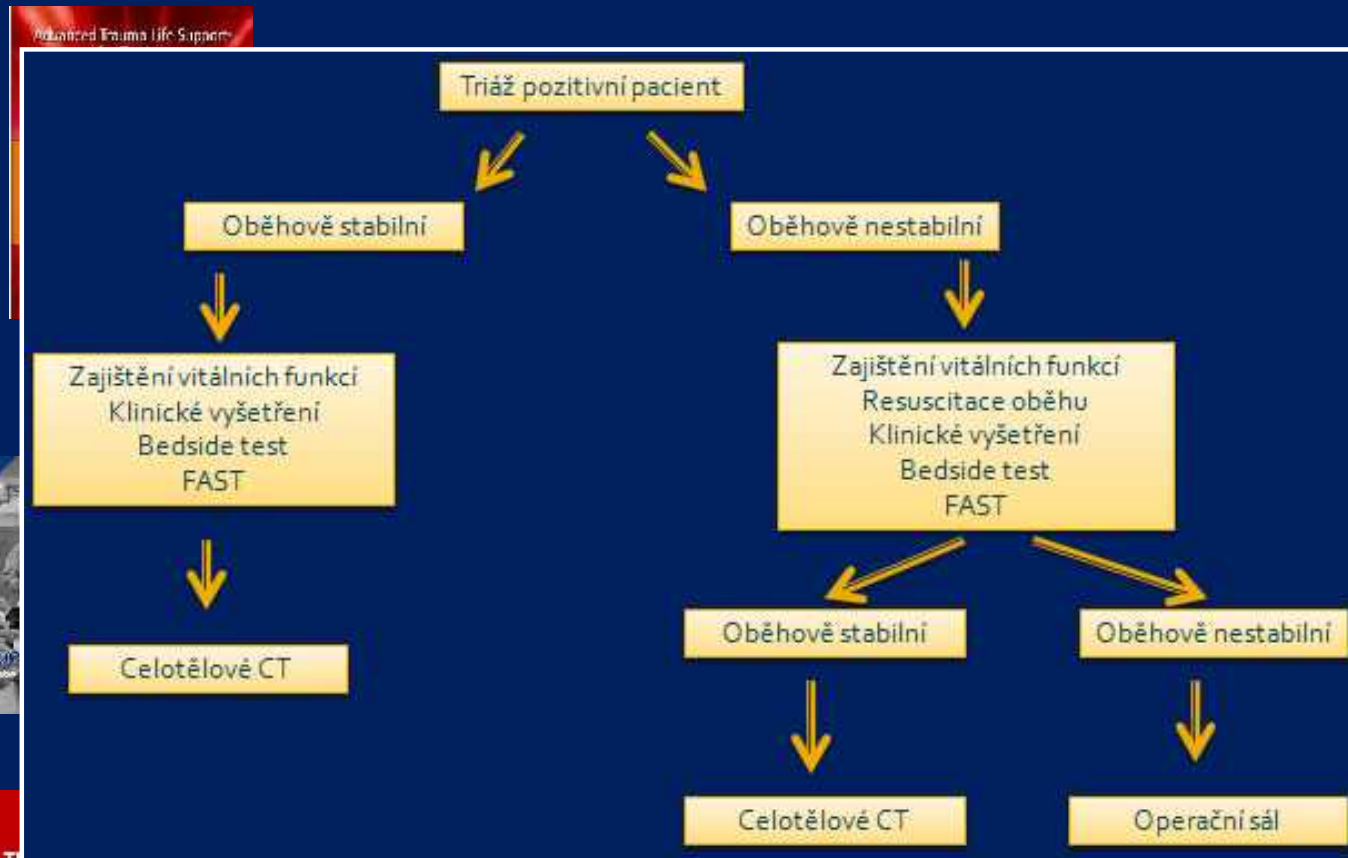 Advanced Trauma Life Support
Triáž pozitivní pacient
Oběhově stabilní
Oběhově nestabilní
Zajištění vitálních funkcí
Klinické vyšetření
Bedside test
FAST
Zajištění vitálních funkcí
Resuscitace oběhu
Klinické vyšetření
Bedside test
FAST
Celotělové CT
Oběhově stabilní
Oběhově nestabilní
Celotělové CT
Operační sál